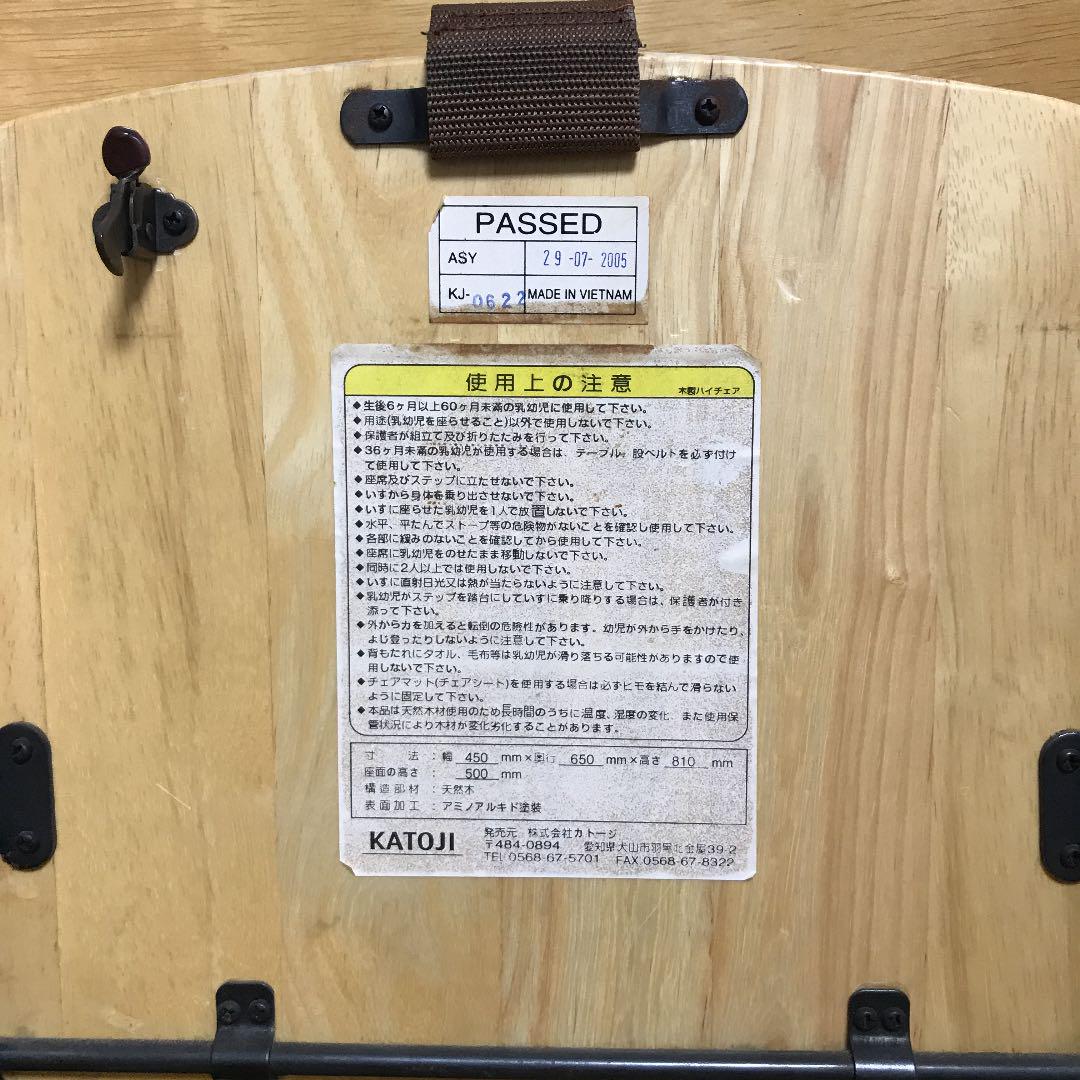 PASSED
ASY 29-07-2005
KJ-0622 MADE IN VIETNAM
使用上の注意 木製ハイチェア
◆生後6ヶ月以上60ヶ月未満の乳幼児に使用して下さい。
◆用途(乳幼児を座らせること)以外で使用しないで下さい。
◆保護者が組立て及び折りたたみを行って下さい。
◆36ヶ月未満の乳幼児が使用する場合は、テーブル、股ベルトを必ず付け
て使用して下さい。
◆座席及びステップに立たせないで下さい。
◆いすから身体を乗り出させないで下さい。
◆いすに座らせた乳幼児を1人で放置しないで下さい。
◆水平、平たんでストーブ等の危険物がないことを確認し使用して下さい。
◆各部に緩みのないことを確認してから使用して下さい。
◆座席に乳幼児をのせたまま移動しないで下さい。
◆同時に2人以上では使用しないで下さい。
◆いすに直射日光又は熱が当たらないように注意して下さい。
◆乳幼児がステップを踏台にしていすに乗り降りする場合は、保護者が付き
添って下さい。
◆外から力を加えると転倒の危険性があります。幼児が外から手をかけたり、
よじ登ったりしないように注意して下さい。
◆背もたれにタオル、毛布等は乳幼児が滑り落ちる可能性がありますので使
用しないで下さい。
◆チェアマット(チェアシート)を使用する場合は必ずヒモを結んで滑らない
ように固定して下さい。
◆本品は天然木材使用のため長時間のうちに温度、湿度の変化、また使用保
管状況により木材が変化劣化することがあります。
寸法:幅 450 mm×奥行 650 mm×高さ 810 mm
座面の高さ: 500 mm
構造部材:天然木
表面加工:アミノアルキド塗装
KATOJI 発売元 株式会社カトージ
〒484-0894 愛知県犬山市羽黒北金屋39-2
TEL 0568-67-5701 FAX 0568-67-8322